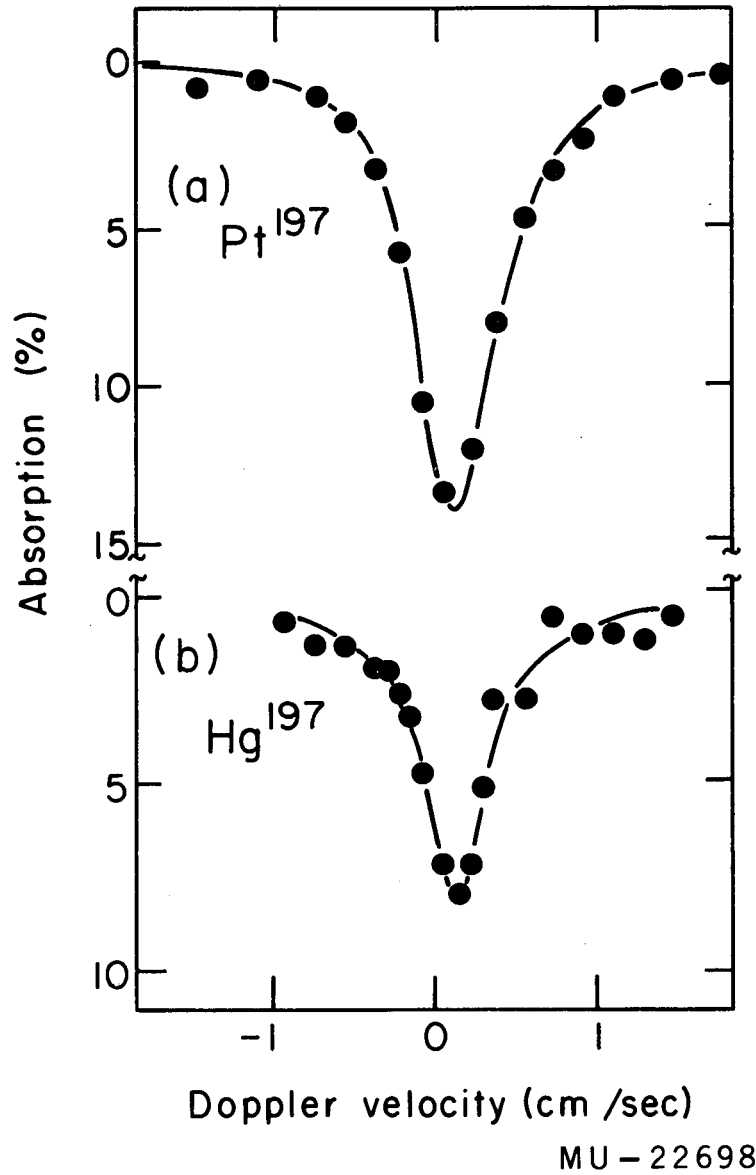 0
(a)
Pt¹⁹⁷
5
10
15
Absorption (%)
0
(b)
Hg¹⁹⁷
5
10
-1 0 1
Doppler velocity (cm/sec)
MU-22698